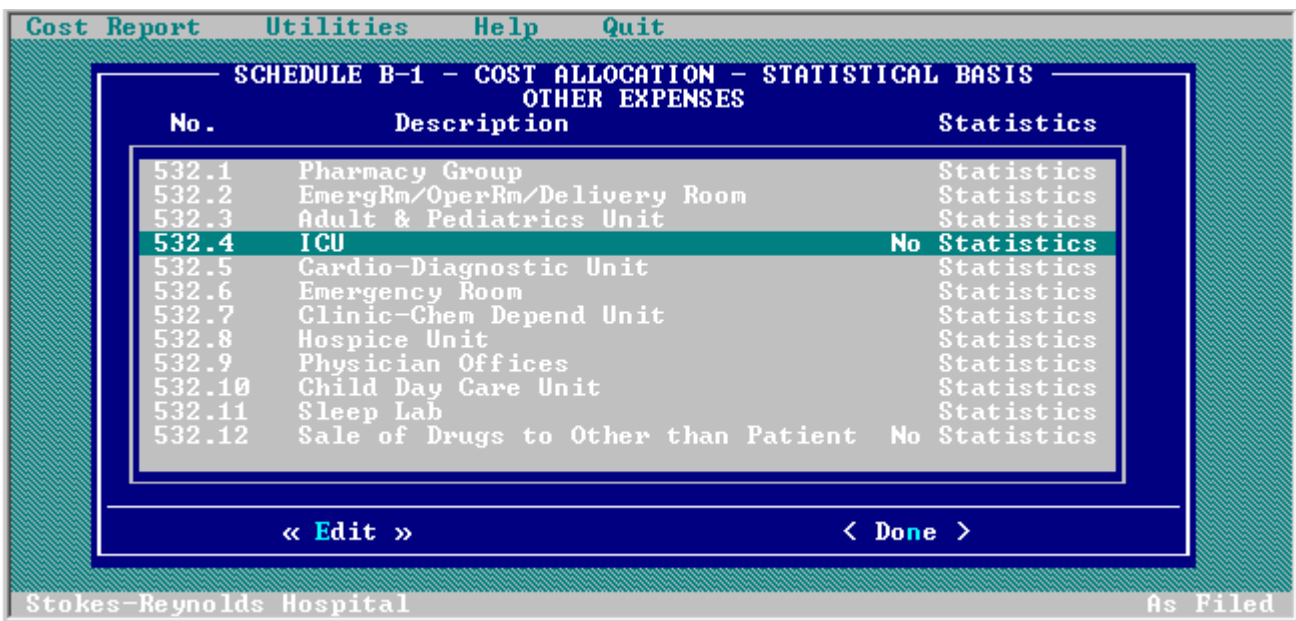 Cost Report Utilities Help Quit
SCHEDULE B-1 - COST ALLOCATION - STATISTICAL BASIS
OTHER EXPENSES
No. Description Statistics
532.1 Pharmacy Group Statistics
532.2 EmergRm/OperRm/Delivery Room Statistics
532.3 Adult & Pediatrics Unit Statistics
532.4 ICU No Statistics
532.5 Cardio-Diagnostic Unit Statistics
532.6 Emergency Room Statistics
532.7 Clinic-Chem Depend Unit Statistics
532.8 Hospice Unit Statistics
532.9 Physician Offices Statistics
532.10 Child Day Care Unit Statistics
532.11 Sleep Lab Statistics
532.12 Sale of Drugs to Other than Patient No Statistics
« Edit » < Done >
Stokes-Reynolds Hospital As Filed